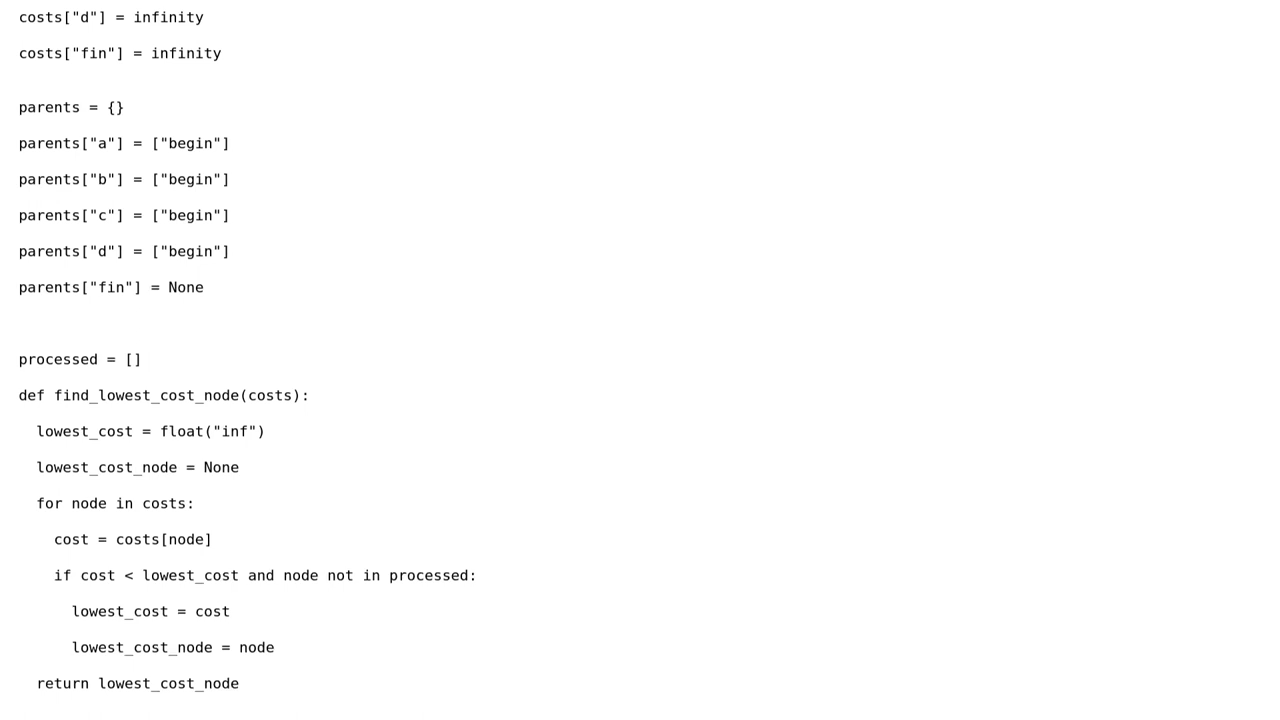 costs["d"] = infinity
costs["fin"] = infinity
parents = {}
parents["a"] = ["begin"]
parents["b"] = ["begin"]
parents["c"] = ["begin"]
parents["d"] = ["begin"]
parents["fin"] = None
processed = []
def find_lowest_cost_node(costs):
  lowest_cost = float("inf")
  lowest_cost_node = None
  for node in costs:
    cost = costs[node]
    if cost < lowest_cost and node not in processed:
      lowest_cost = cost
      lowest_cost_node = node
  return lowest_cost_node